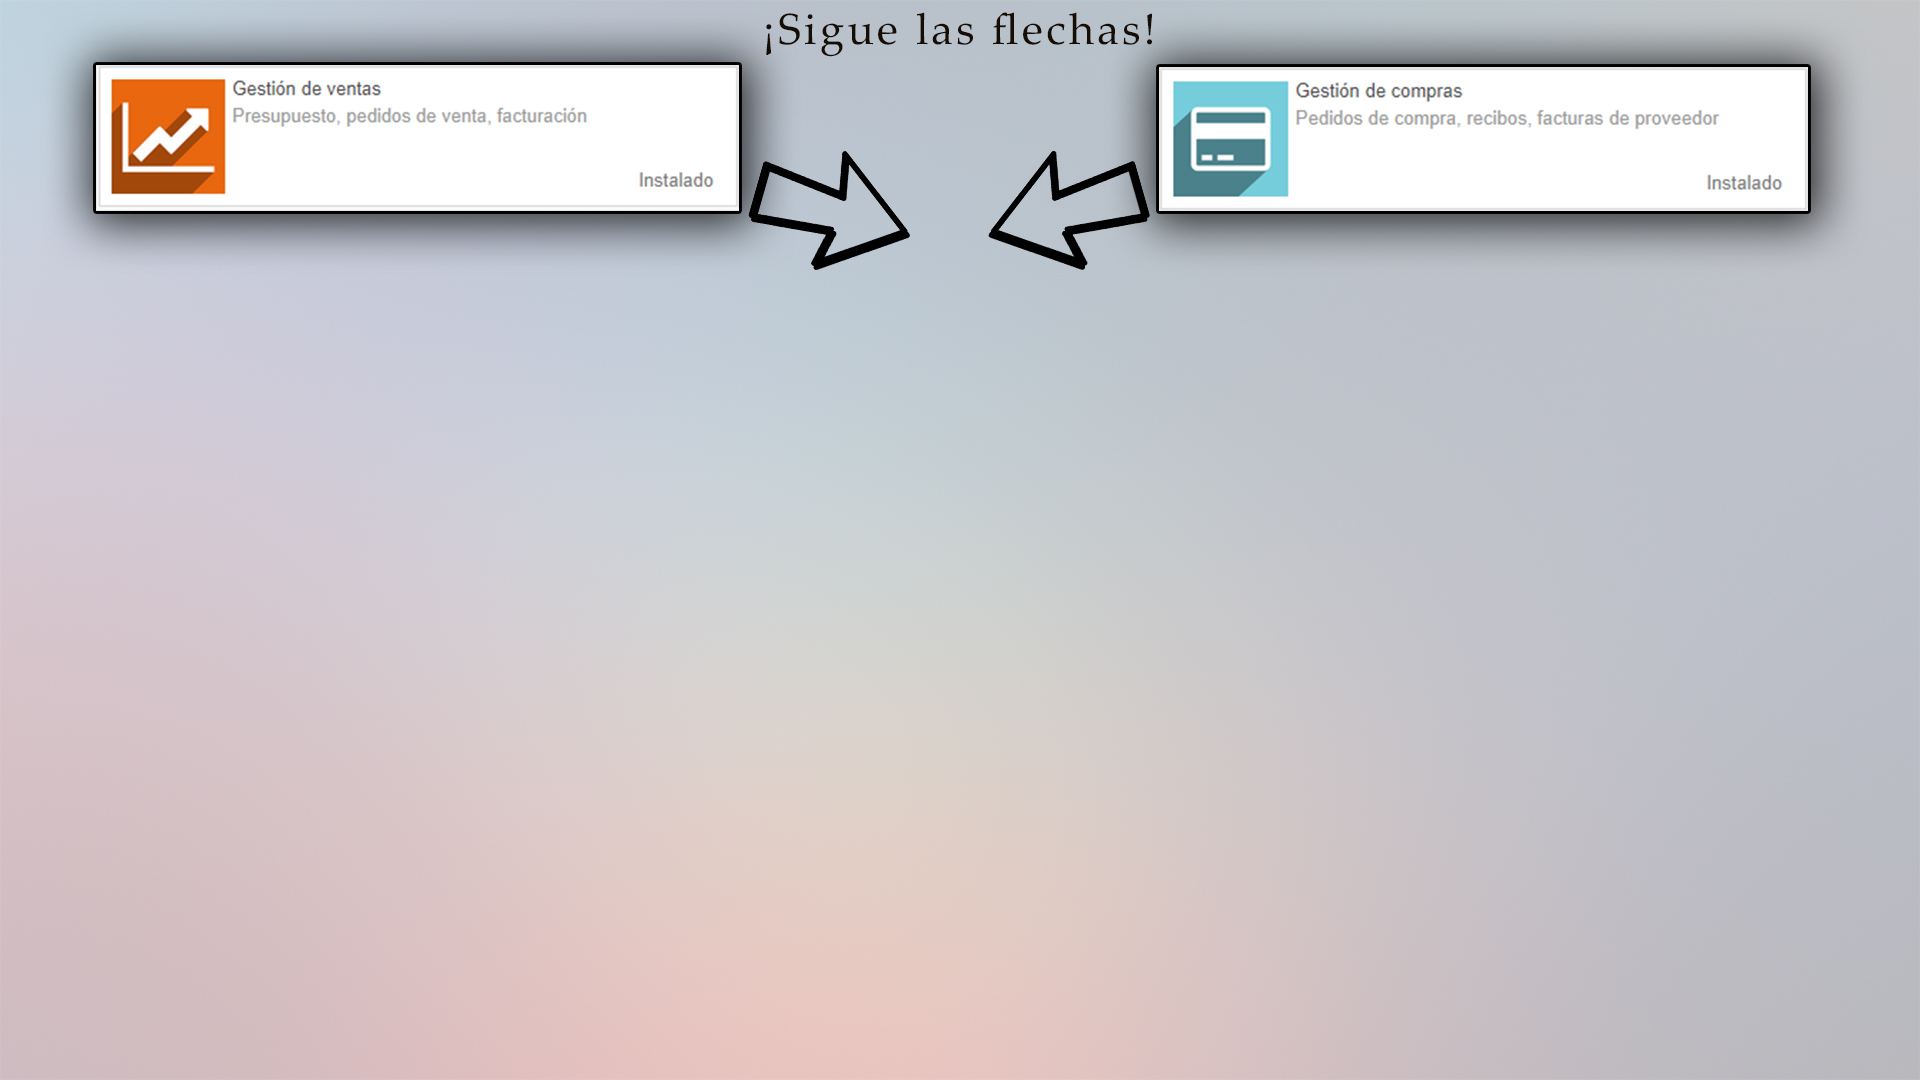 ¡Sigue las flechas!
Gestión de ventas
Presupuesto, pedidos de venta, facturación
Instalado
Gestión de compras
Pedidos de compra, recibos, facturas de proveedor
Instalado